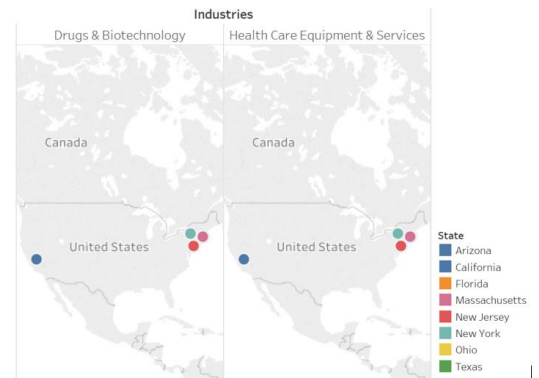 Industries
Drugs & Biotechnology
Health Care Equipment & Services
Canada
United States
Canada
United States
State
Arizona
California
Florida
Massachusetts
New Jersey
New York
Ohio
Texas